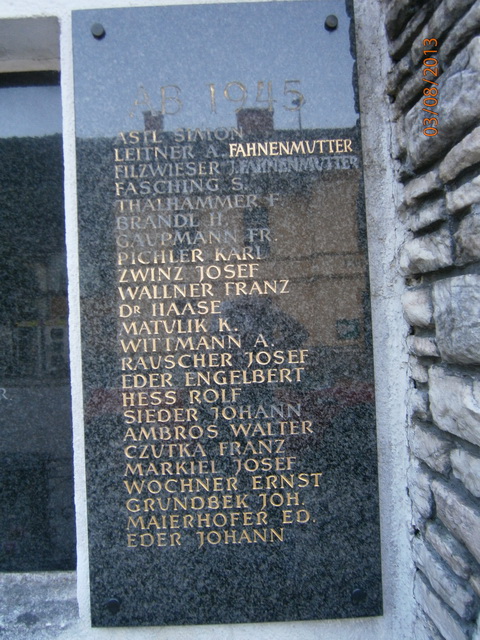 AB 1945
ASTL SIMON
LEITNER A. FAHNENMUTTER
FILZWIESER J. FAHNENMUTTER
FASCHING S.
THALHAMMER F.
BRANDL H.
GAUPMANN FR.
PICHLER KARL
ZWINZ JOSEF
WALLNER FRANZ
DR HAASE
MATVLIK K.
WITTMANN A.
RAUSCHER JOSEF
EDER ENGELBERT
HESS ROLF
SIEDER JOHANN
AMBROS WALTER
CZUTKA FRANZ
MARKIEL JOSEF
WOCHNER ERNST
GRUNDBEK JOH.
MAIERHOFER ED.
EDER JOHANN
03/08/2013